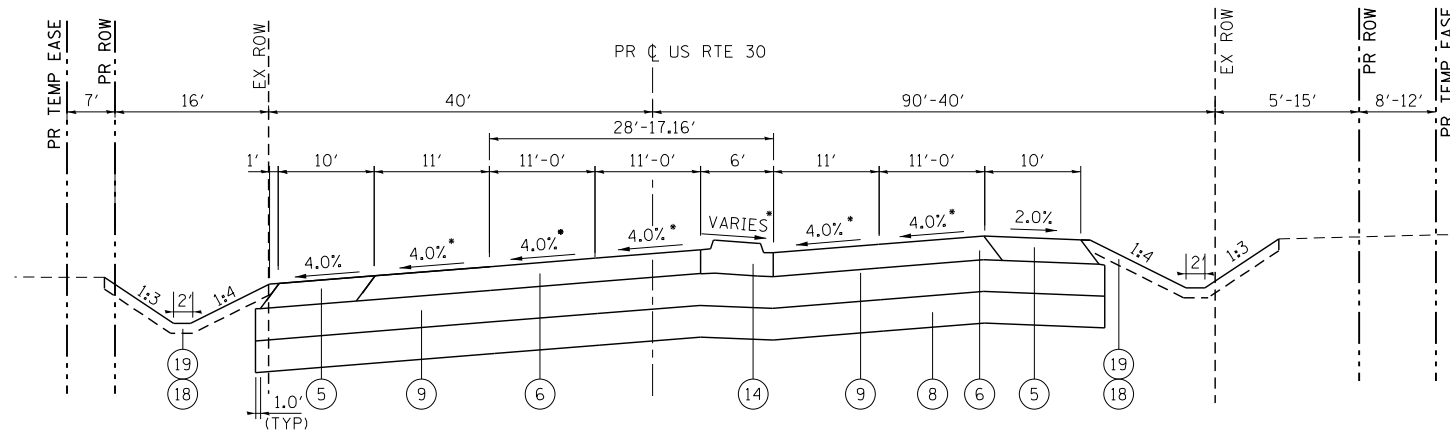 PR TEMP EASE
PR ROW
EX ROW
PR ℄ US RTE 30
EX ROW
PR ROW
PR TEMP EASE
7' 16' 40' 90'-40' 5'-15' 8'-12'
28'-17.16'
1' 10' 11' 11'-0' 11'-0' 6' 11' 11'-0' 10'
4.0% 4.0%* 4.0%* 4.0%* VARIES* 4.0%* 4.0%* 2.0%
1:3 2' 1:4 1:4 2' 1:3
19 19
18 5 9 6 14 9 8 6 5 18
1.0'
(TYP)